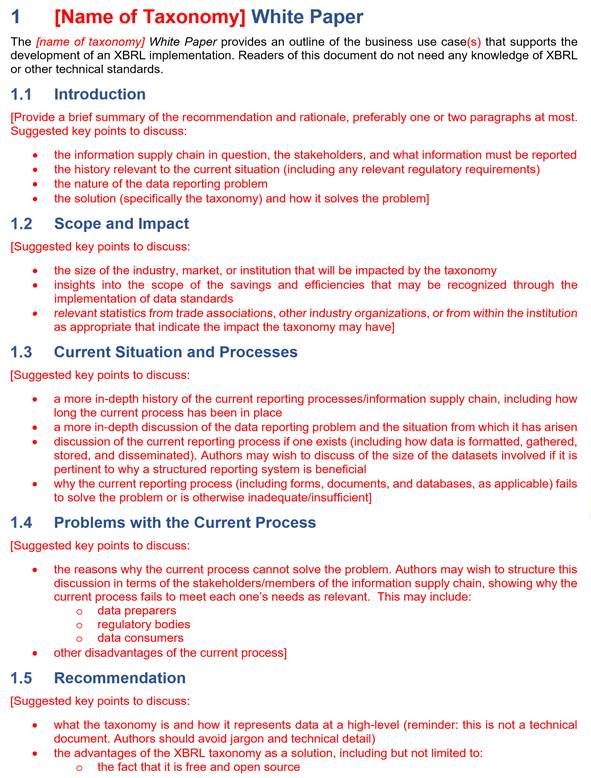 1 [Name of Taxonomy] White Paper
The [name of taxonomy] White Paper provides an outline of the business use case(s) that supports the
development of an XBRL implementation. Readers of this document do not need any knowledge of XBRL
or other technical standards.
1.1 Introduction
[Provide a brief summary of the recommendation and rationale, preferably one or two paragraphs at most.
Suggested key points to discuss:
• the information supply chain in question, the stakeholders, and what information must be reported
• the history relevant to the current situation (including any relevant regulatory requirements)
• the nature of the data reporting problem
• the solution (specifically the taxonomy) and how it solves the problem]
1.2 Scope and Impact
[Suggested key points to discuss:
• the size of the industry, market, or institution that will be impacted by the taxonomy
• insights into the scope of the savings and efficiencies that may be recognized through the
implementation of data standards
• relevant statistics from trade associations, other industry organizations, or from within the institution
as appropriate that indicate the impact the taxonomy may have]
1.3 Current Situation and Processes
[Suggested key points to discuss:
• a more in-depth history of the current reporting processes/information supply chain, including how
long the current process has been in place
• a more in-depth discussion of the data reporting problem and the situation from which it has arisen
• discussion of the current reporting process if one exists (including how data is formatted, gathered,
stored, and disseminated). Authors may wish to discuss of the size of the datasets involved if it is
pertinent to why a structured reporting system is beneficial
• why the current reporting process (including forms, documents, and databases, as applicable) fails
to solve the problem or is otherwise inadequate/insufficient]
1.4 Problems with the Current Process
[Suggested key points to discuss:
• the reasons why the current process cannot solve the problem. Authors may wish to structure this
discussion in terms of the stakeholders/members of the information supply chain, showing why the
current process fails to meet each one's needs as relevant. This may include:
o data preparers
o regulatory bodies
o data consumers
• other disadvantages of the current process]
1.5 Recommendation
[Suggested key points to discuss:
• what the taxonomy is and how it represents data at a high-level (reminder: this is not a technical
document. Authors should avoid jargon and technical detail)
• the advantages of the XBRL taxonomy as a solution, including but not limited to:
o the fact that it is free and open source